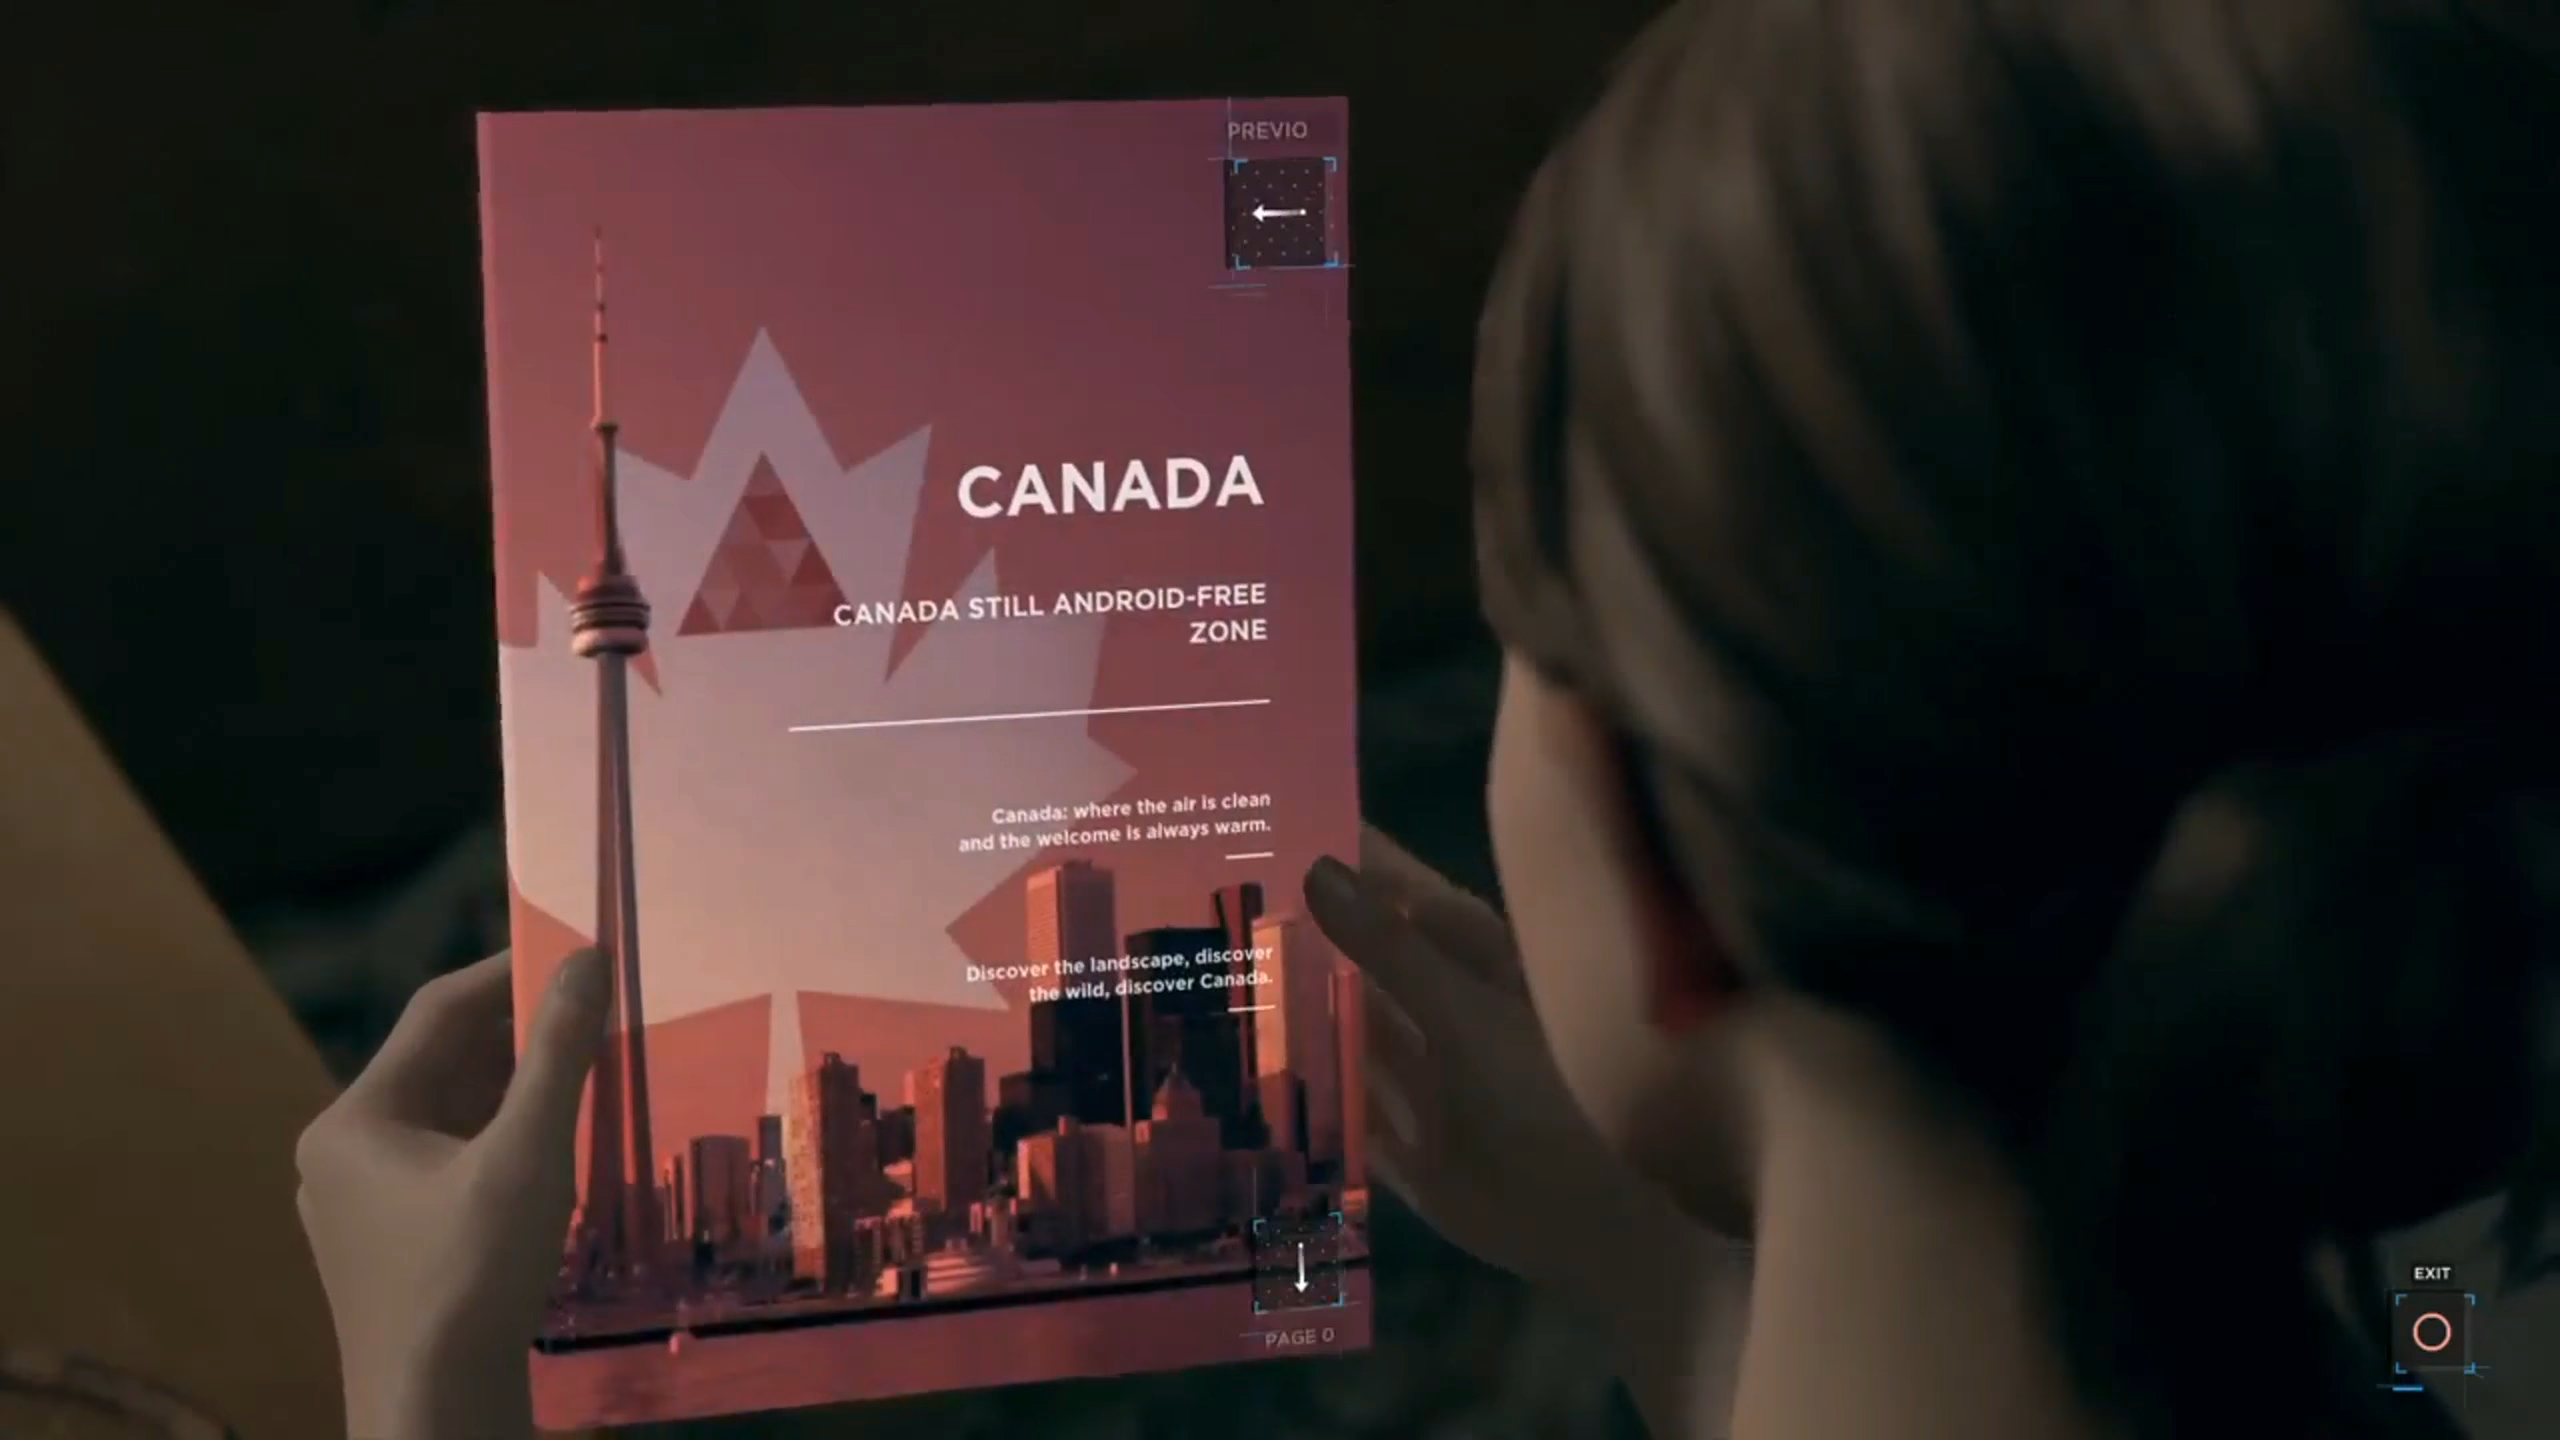 PREVIO
CANADA
CANADA STILL ANDROID-FREE
ZONE
Canada: where the air is clean
and the welcome is always warm.
Discover the landscape, discover
the wild, discover Canada.
PAGE 0
EXIT